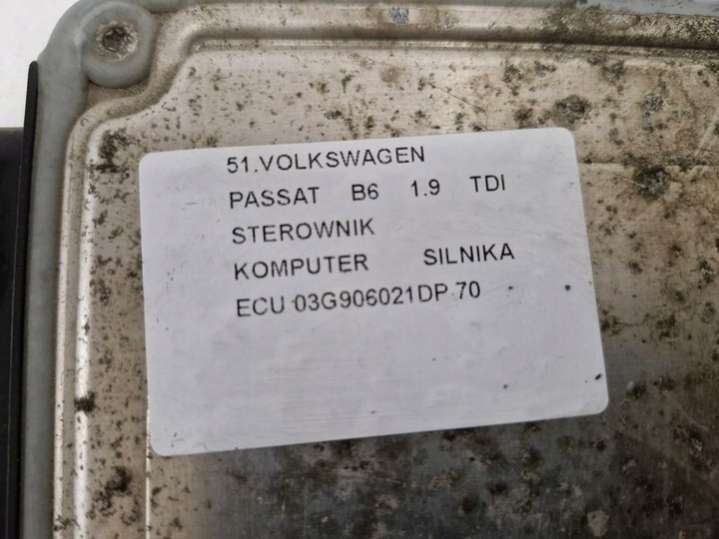 51.VOLKSWAGEN
PASSAT B6 1.9 TDI
STEROWNIK
KOMPUTER SILNIKA
ECU 03G906021DP 70